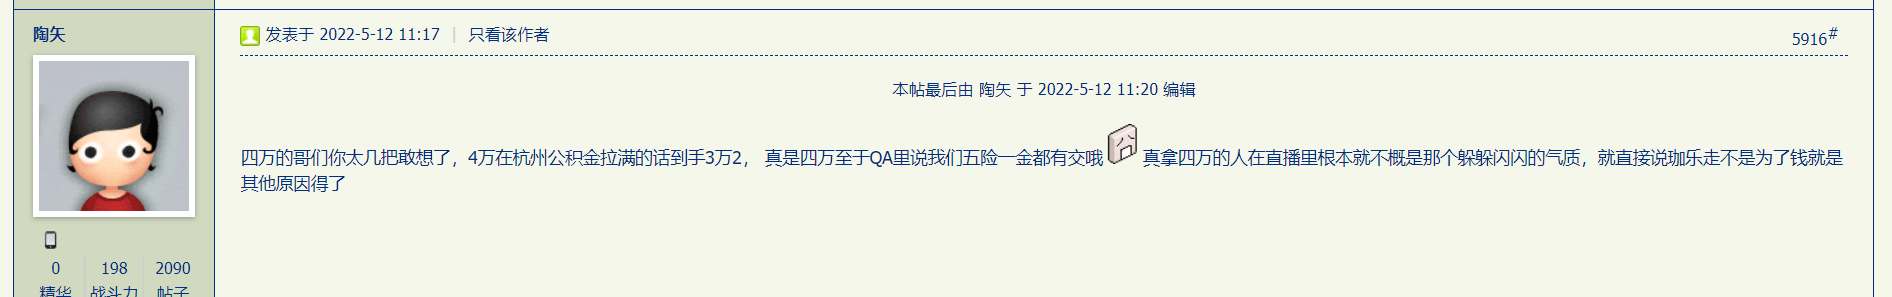 陶矢
发表于 2022-5-12 11:17 | 只看该作者
5916#
本帖最后由 陶矢 于 2022-5-12 11:20 编辑
四万的哥们你太几把敢想了，4万在杭州公积金拉满的话到手3万2， 真是四万至于QA里说我们五险一金都有交哦 真拿四万的人在直播里根本就不概是那个躲躲闪闪的气质，就直接说珈乐走不是为了钱就是
其他原因得了
0 198 2090
精华 战斗力 帖子